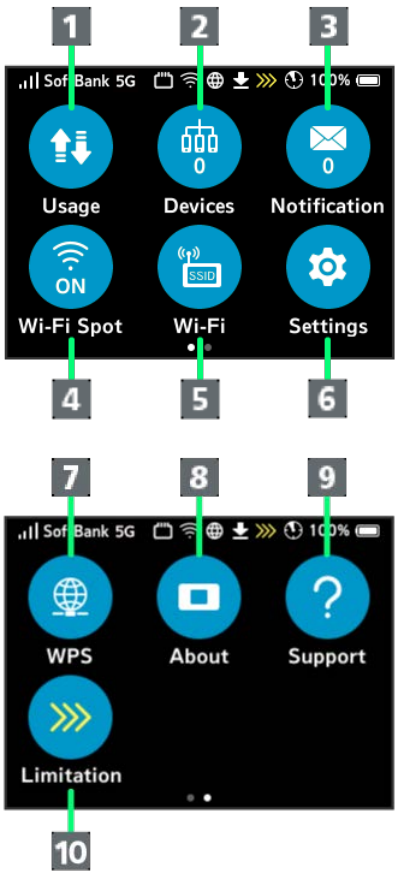 1 2 3
SoftBank 5G 100%
0 0
Usage Devices Notification
ON SSID
Wi-Fi Spot Wi-Fi Settings
4 5 6
7 8 9
SoftBank 5G 100%
WPS About Support
Limitation
10